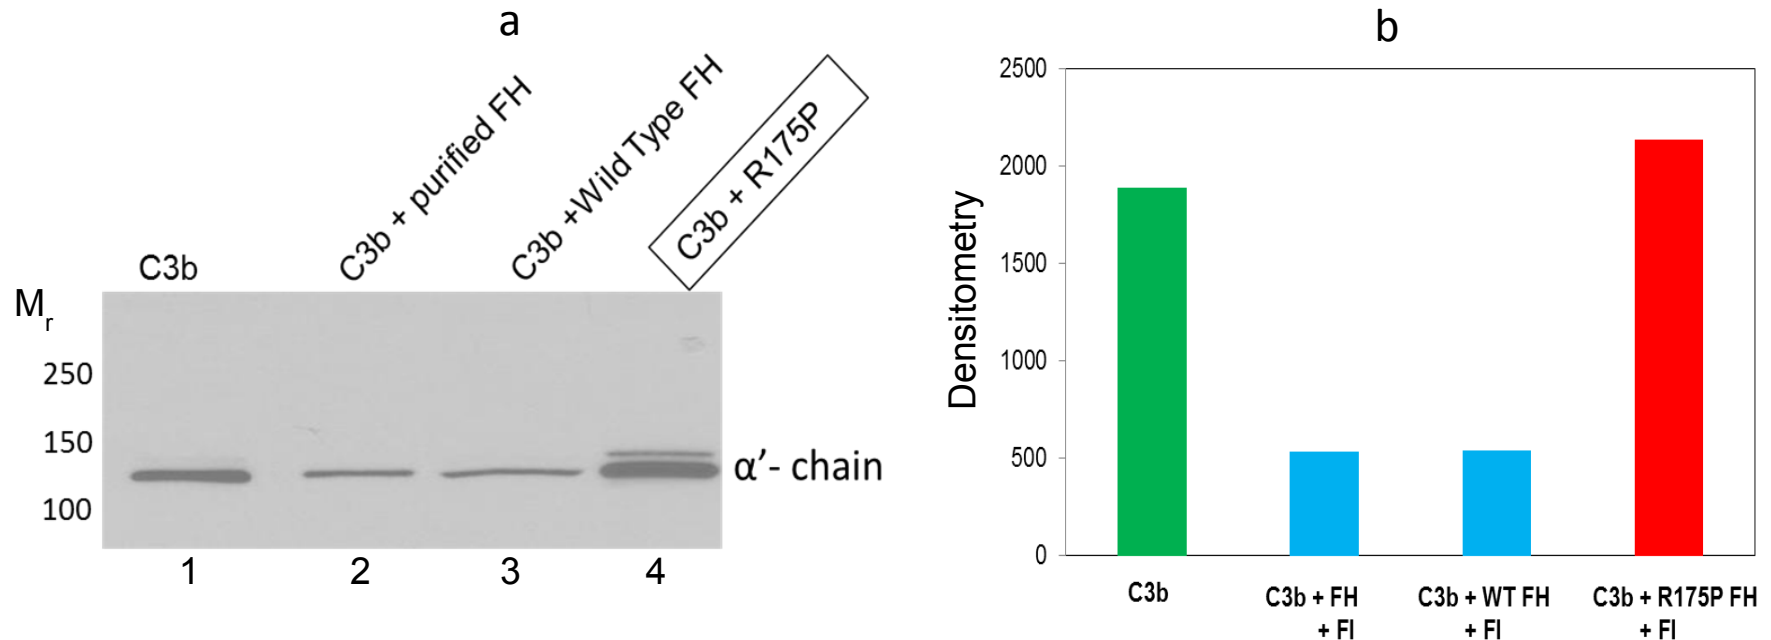 a
C3b
C3b + purified FH
C3b +Wild Type FH
C3b + R175P
Mr
250
150
100
α’- chain
1 2 3 4
b
Densitometry
2500
2000
1500
1000
500
0
C3b
C3b + FH
+ FI
C3b + WT FH
+ FI
C3b + R175P FH
+ FI